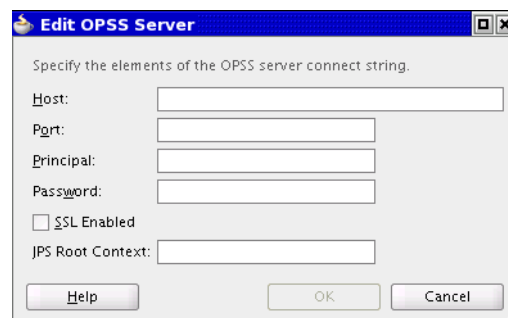 Edit OPSS Server
Specify the elements of the OPSS server connect string.
Host:
Port:
Principal:
Password:
SSL Enabled
JPS Root Context:
Help OK Cancel